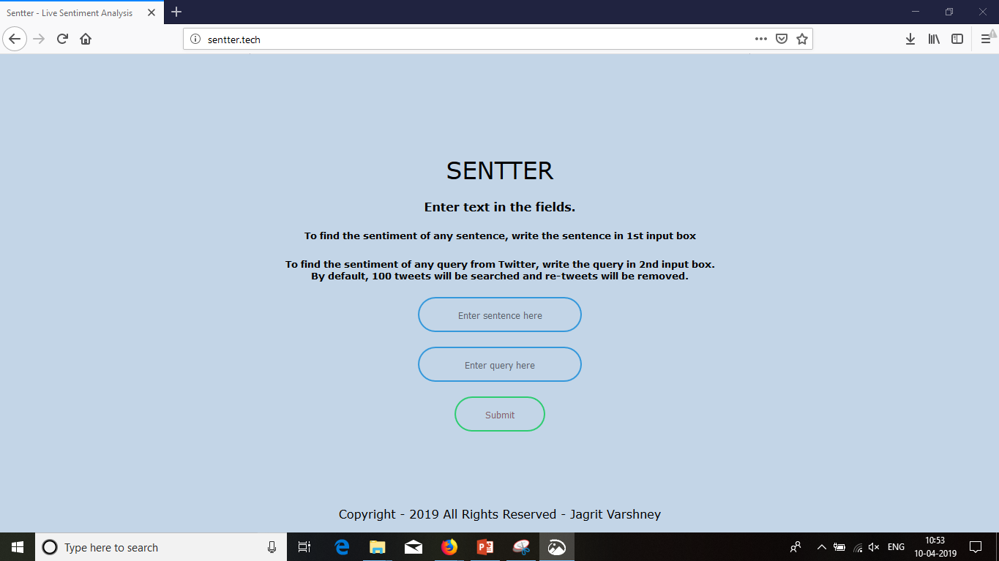 Sentter - Live Sentiment Analysis
sentter.tech
SENTTER
Enter text in the fields.
To find the sentiment of any sentence, write the sentence in 1st input box
To find the sentiment of any query from Twitter, write the query in 2nd input box.
By default, 100 tweets will be searched and re-tweets will be removed.
Enter sentence here
Enter query here
Submit
Copyright - 2019 All Rights Reserved - Jagrit Varshney
Type here to search
ENG
10:53
10-04-2019